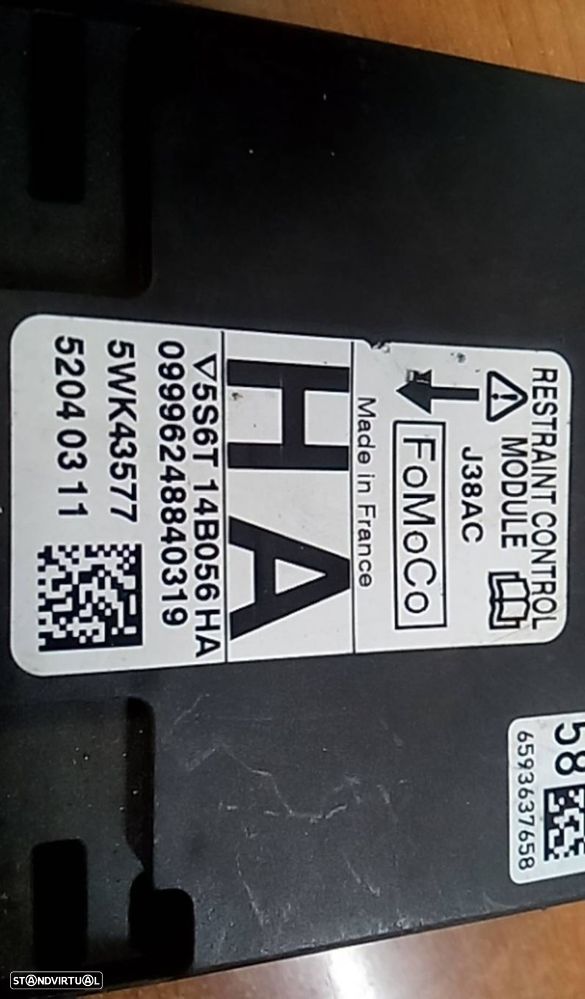 RESTRAINT CONTROL
MODULE
J38AC
FoMoCo
Made in France
HA
▽5S6T 14B056 HA
09996248840319
5WK43577
5204 03 11
58
6593637658
STANDVIRTUAL